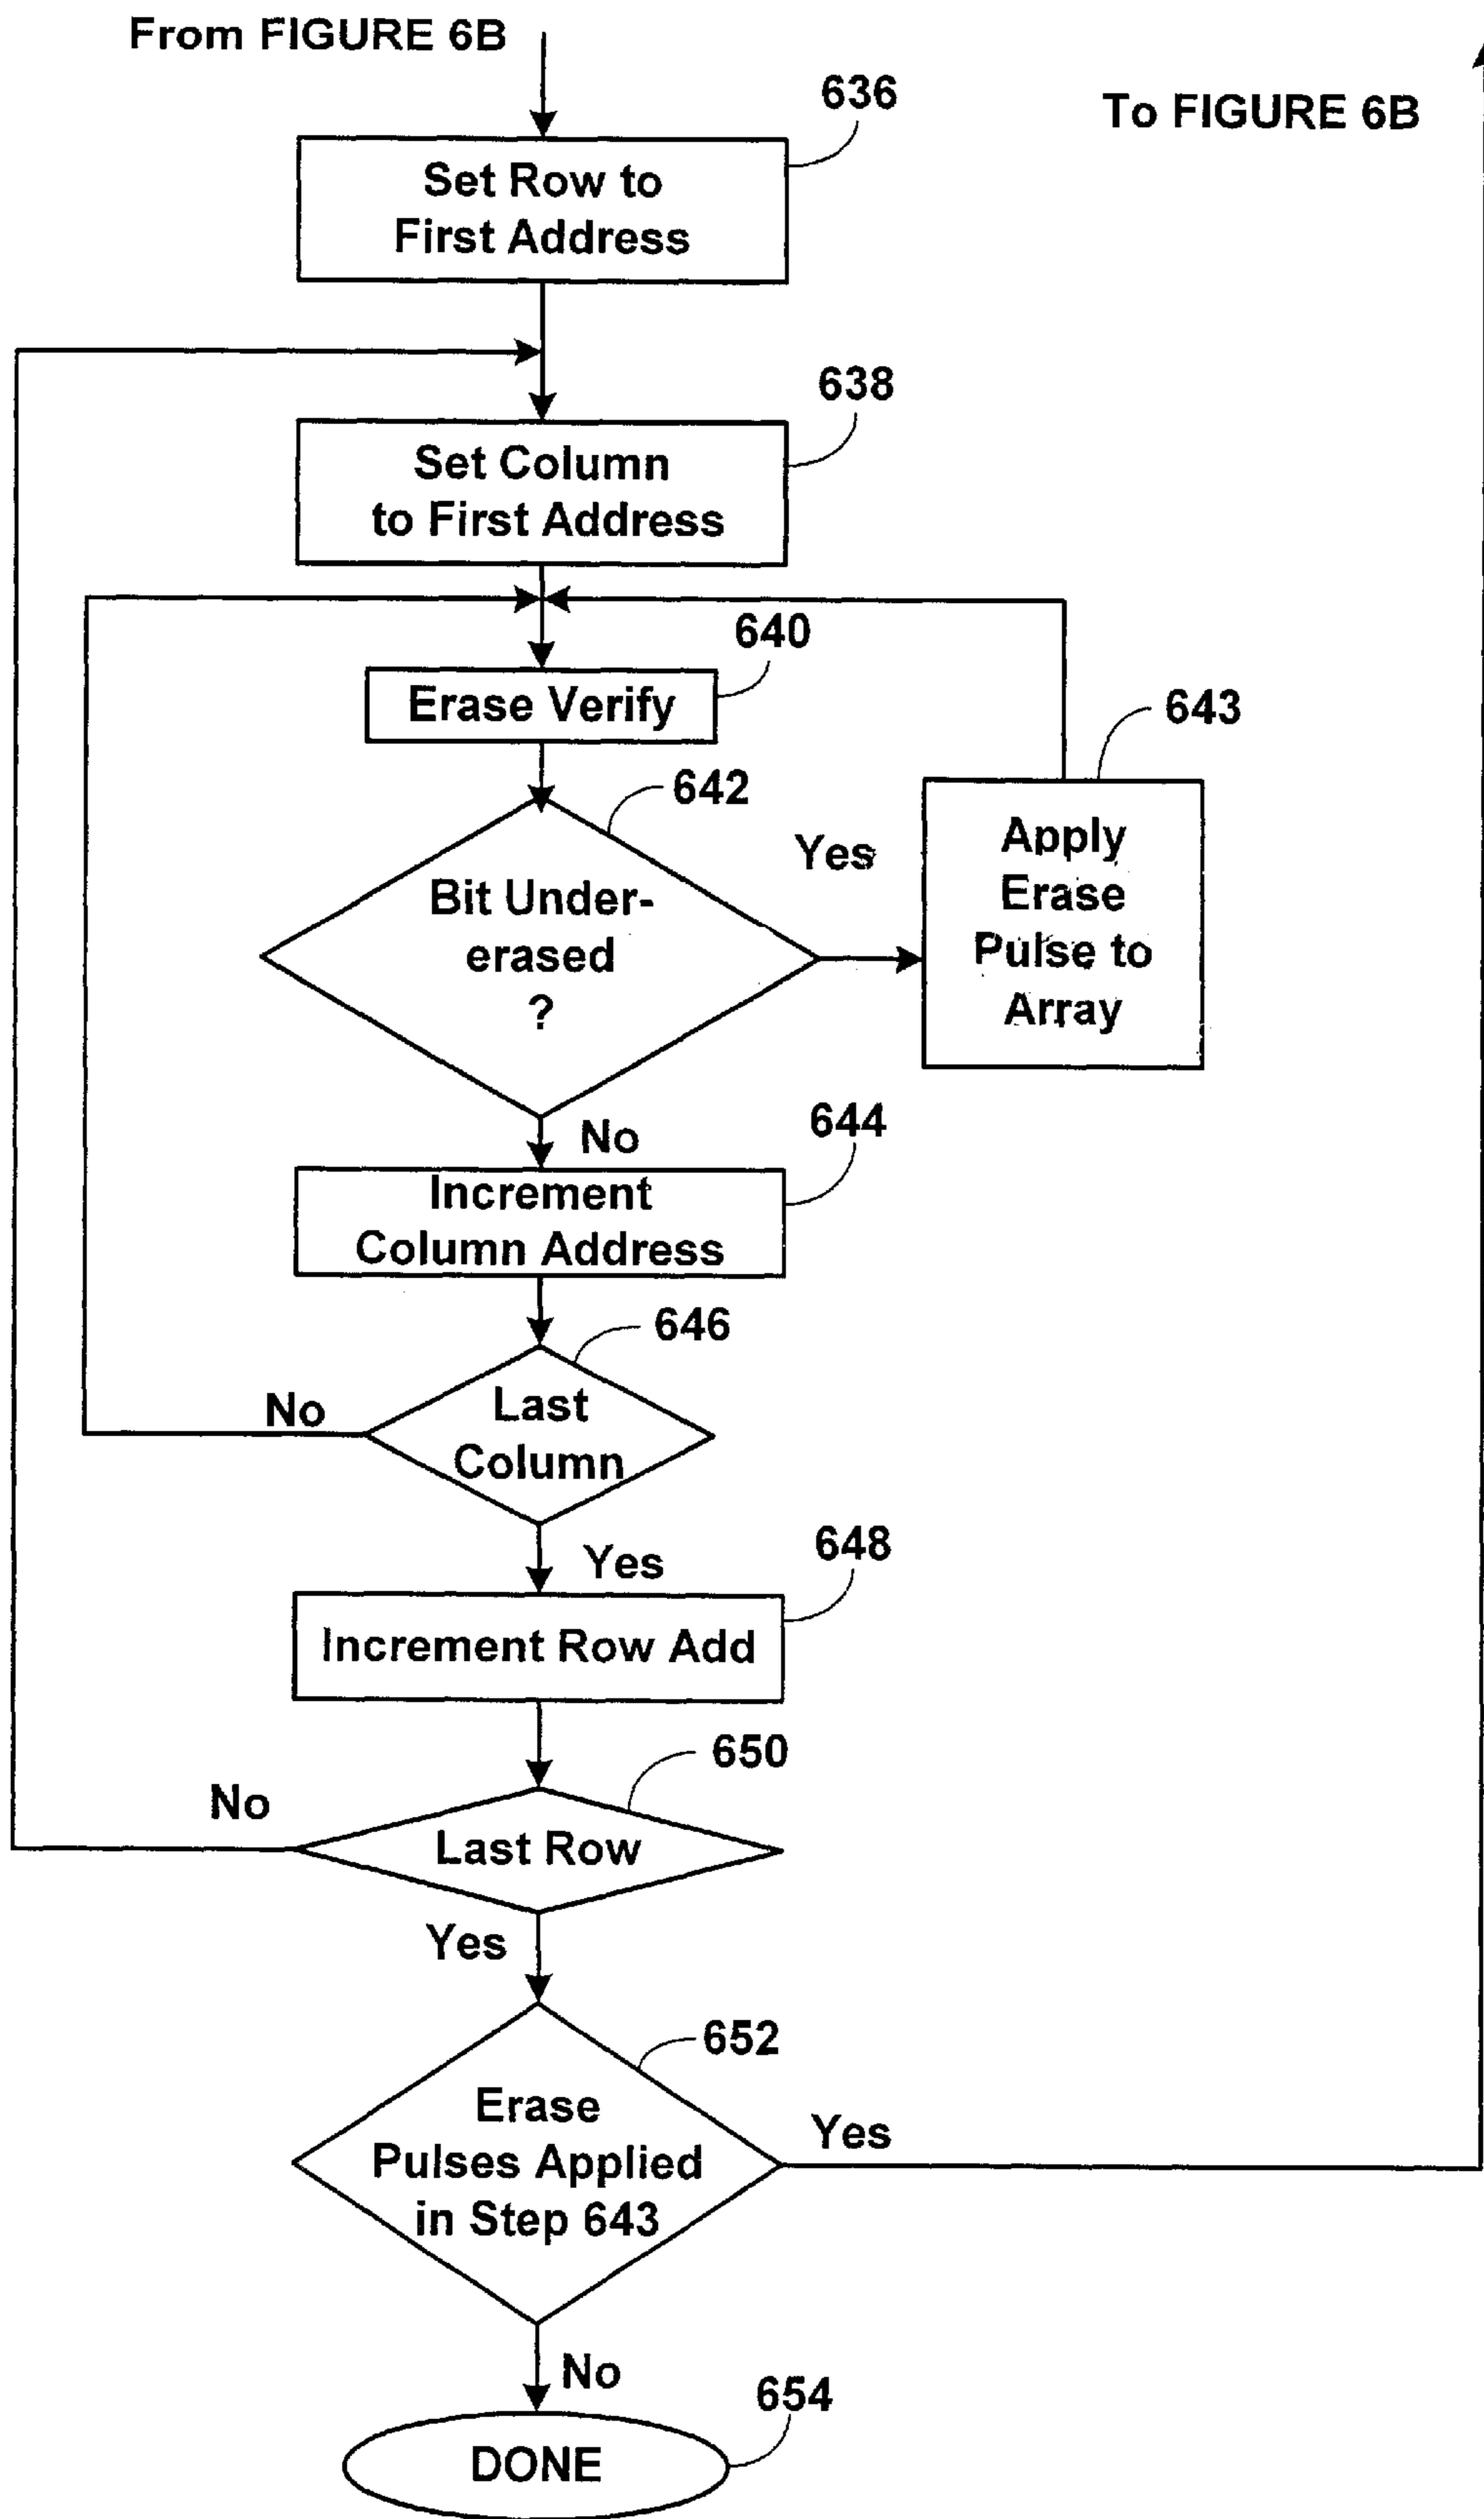 From FIGURE 6B
636
To FIGURE 6B
Set Row to
First Address
638
Set Column
to First Address
640
Erase Verify
643
642
Yes
Apply
Erase
Pulse to
Array
Bit Under-
erased
?
No
644
Increment
Column Address
646
No
Last
Column
Yes
648
Increment Row Add
650
No
Last Row
Yes
652
Erase
Pulses Applied
in Step 643
Yes
No
654
DONE